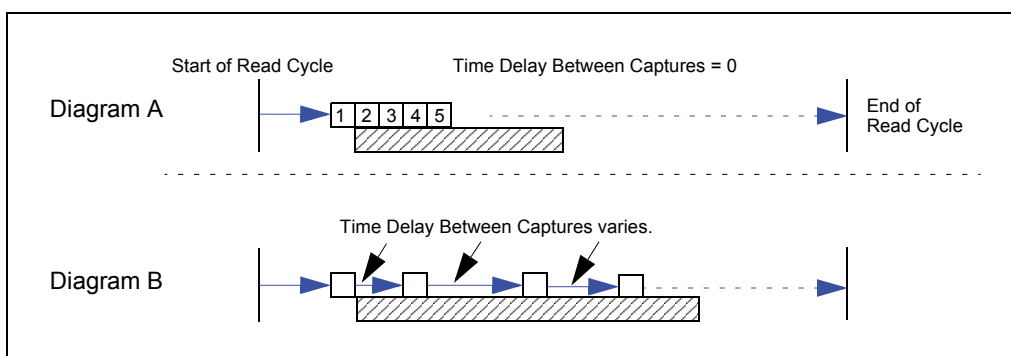 Start of Read Cycle
Time Delay Between Captures = 0
Diagram A
1 2 3 4 5
End of
Read Cycle
Time Delay Between Captures varies.
Diagram B